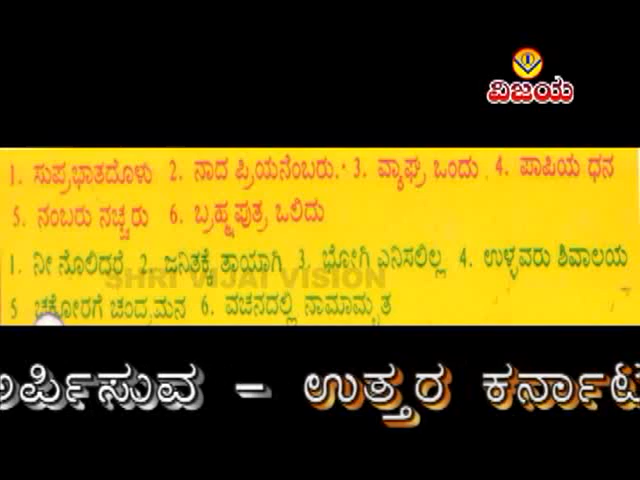 ವಿಜಯ
1. ಸುಪ್ರಭಾತದೊಳು 2. ನಾದ ಪ್ರಿಯನೆಂಬರು. 3. ವ್ಯಾಘ್ರ ಒಂದು 4. ಪಾಪಿಯ ಧನ
5. ನಂಬರು ನಚ್ಚರು 6. ಬ್ರಹ್ಮಪುತ್ರ ಒಲಿದು
1. ನೀ ನೊಲಿದರೆ 2. ಜನಿತಕ್ಕೆ ತಾಯಾಗಿ 3. ಭೋಗಿ ಎನಿಸಲಿಲ್ಲ 4. ಉಳ್ಳವರು ಶಿವಾಲಯ
SHRI VIJAI VISION
5 ಚಕೋರಗೆ ಚಂದ್ರಮನ 6. ವಚನದಲ್ಲಿ ನಾಮಾಮೃತ
ಅರ್ಪಿಸುವ – ಉತ್ತರ ಕರ್ನಾಟ